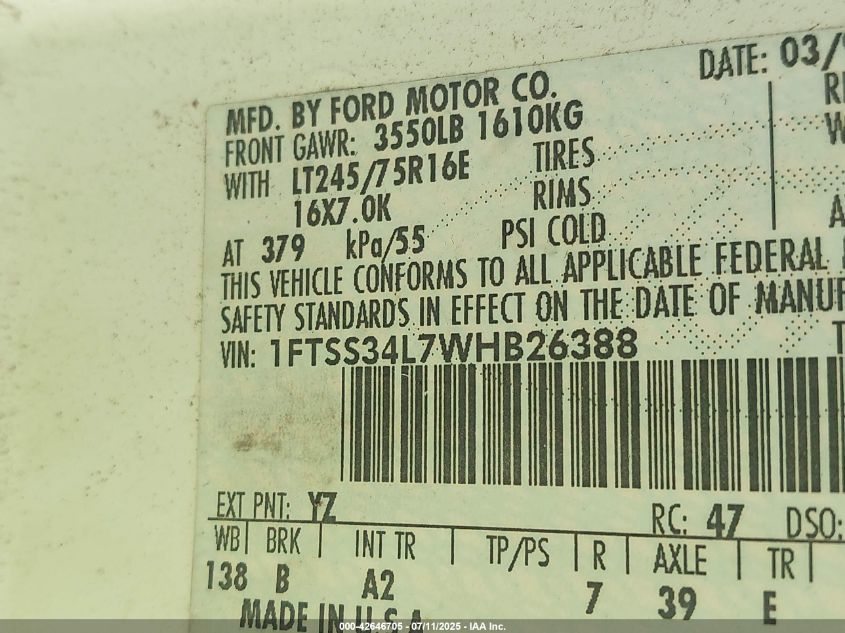 DATE: 03/
MFD. BY FORD MOTOR CO.
FRONT GAWR: 3550LB 1610KG
WITH LT245/75R16E TIRES
16X7.0K RIMS
AT 379 kPa/55 PSI COLD
THIS VEHICLE CONFORMS TO ALL APPLICABLE FEDERAL
SAFETY STANDARDS IN EFFECT ON THE DATE OF MANUF
VIN: 1FTSS34L7WHB26388 T
EXT PNT: YZ RC: 47 DSO:
WB BRK INT TR TP/PS R AXLE TR
138 B A2 7 39 E
MADE IN U.S.A.
000-42646705 - 07/11/2025 - IAA Inc.